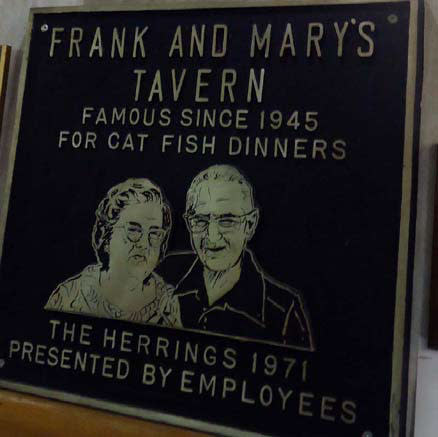 FRANK AND MARY'S
TAVERN
FAMOUS SINCE 1945
FOR CAT FISH DINNERS
THE HERRINGS 1971
PRESENTED BY EMPLOYEES